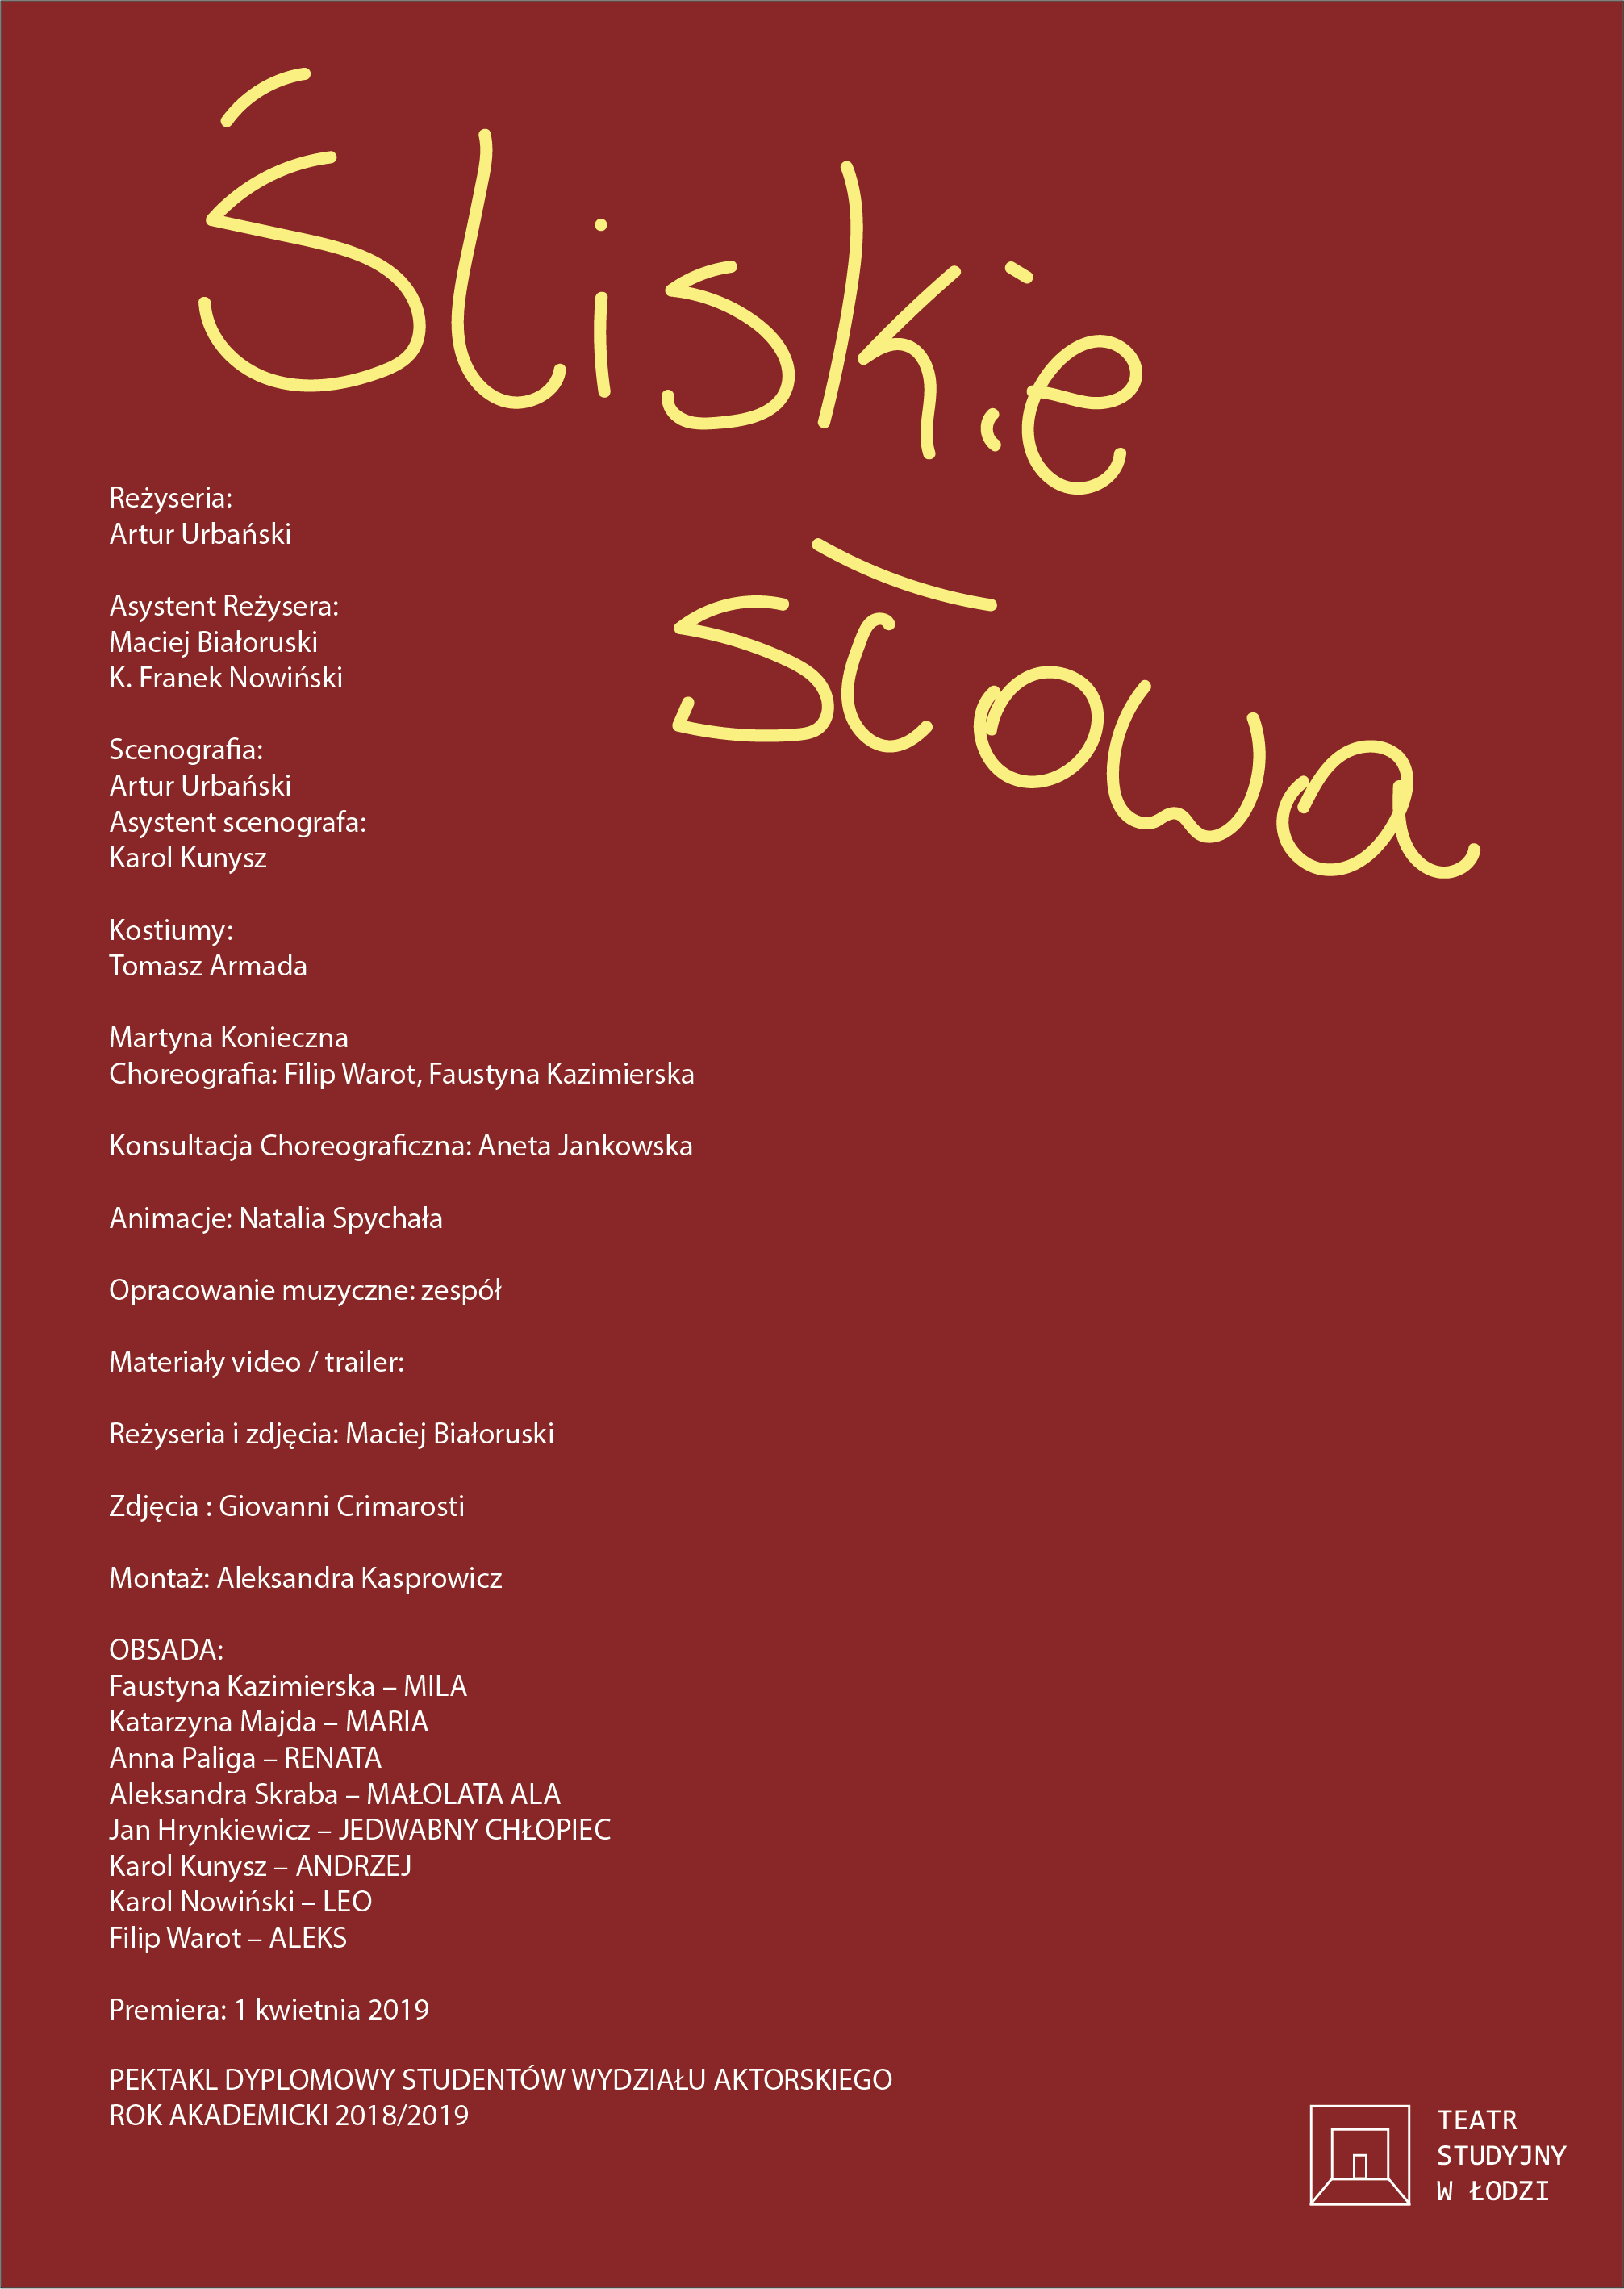 Śliskie
słowa
Reżyseria:
Artur Urbański
Asystent Reżysera:
Maciej Białoruski
K. Franek Nowiński
Scenografia:
Artur Urbański
Asystent scenografa:
Karol Kunysz
Kostiumy:
Tomasz Armada
Martyna Konieczna
Choreografia: Filip Warot, Faustyna Kazimierska
Konsultacja Choreograficzna: Aneta Jankowska
Animacje: Natalia Spychała
Opracowanie muzyczne: zespół
Materiały video / trailer:
Reżyseria i zdjęcia: Maciej Białoruski
Zdjęcia : Giovanni Crimarosti
Montaż: Aleksandra Kasprowicz
OBSADA:
Faustyna Kazimierska – MILA
Katarzyna Majda – MARIA
Anna Paliga – RENATA
Aleksandra Skraba – MAŁOLATA ALA
Jan Hrynkiewicz – JEDWABNY CHŁOPIEC
Karol Kunysz – ANDRZEJ
Karol Nowiński – LEO
Filip Warot – ALEKS
Premiera: 1 kwietnia 2019
PEKTAKL DYPLOMOWY STUDENTÓW WYDZIAŁU AKTORSKIEGO
ROK AKADEMICKI 2018/2019
TEATR
STUDYJNY
W ŁODZI